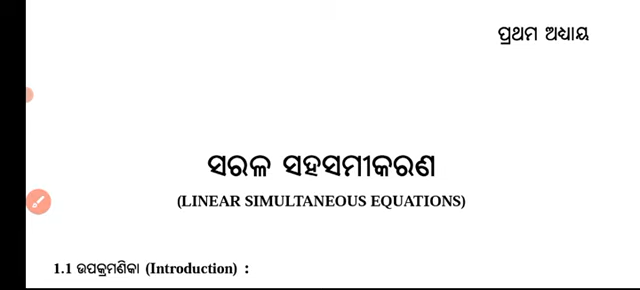 ପ୍ରଥମ ଅଧ୍ୟାୟ
ସରଳ ସହସମୀକରଣ
(LINEAR SIMULTANEOUS EQUATIONS)
1.1 ଉପକ୍ରମଣିକା (Introduction) :